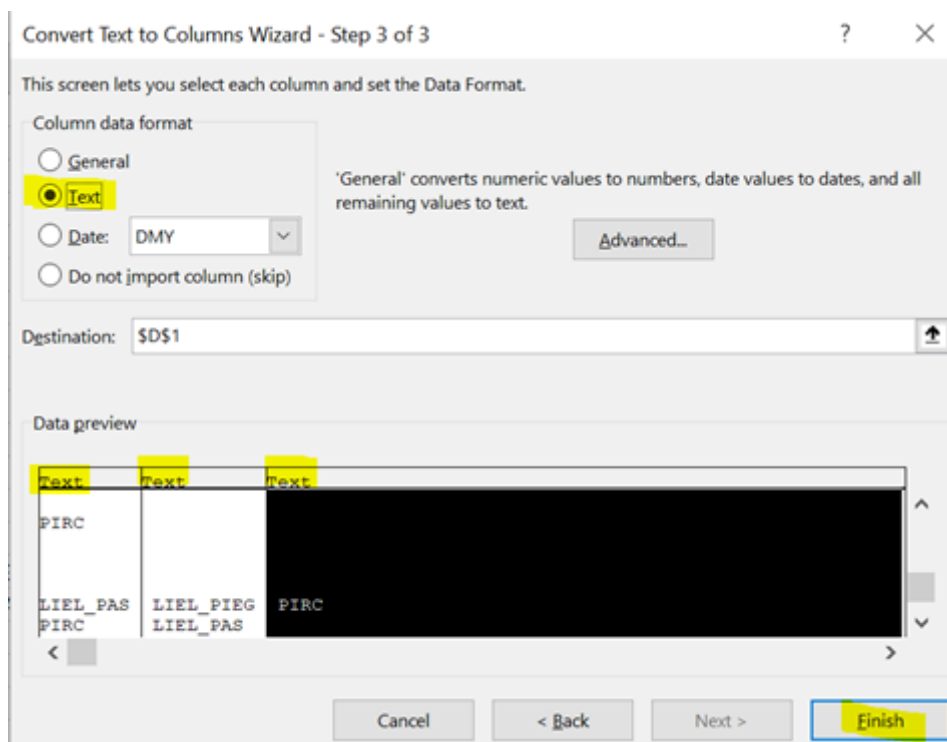 Convert Text to Columns Wizard - Step 3 of 3 ? ×
This screen lets you select each column and set the Data Format.
Column data format
General
Text
Date: DMY
Do not import column (skip)
'General' converts numeric values to numbers, date values to dates, and all
remaining values to text.
Advanced...
Destination: $D$1
Data preview
Text Text Text
PIRC
LIEL_PAS LIEL_PIEG PIRC
PIRC LIEL_PAS
Cancel < Back Next > Finish